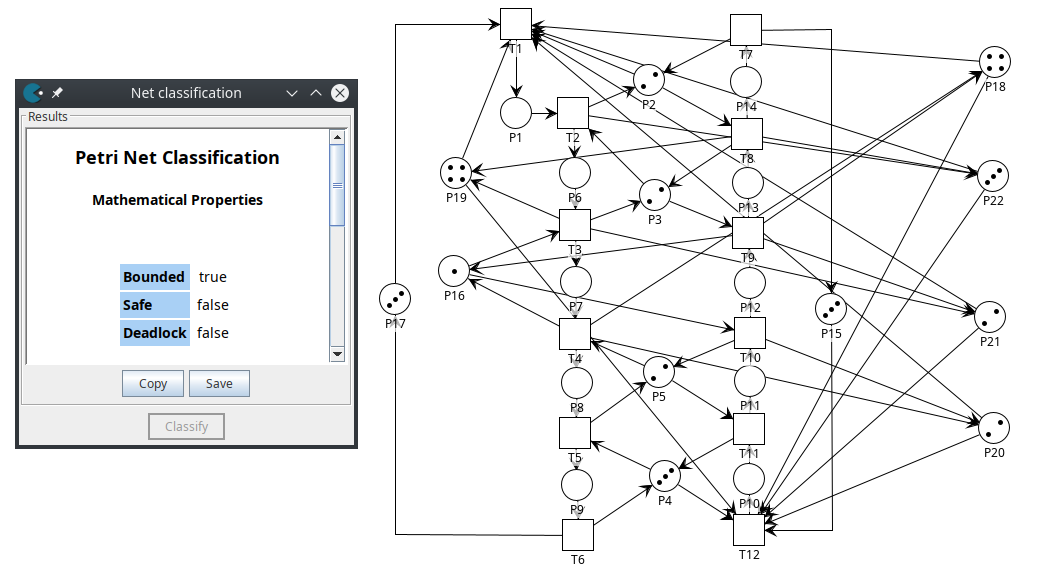 Net classification
Results
Petri Net Classification
Mathematical Properties
Bounded true
Safe false
Deadlock false
Copy Save
Classify
T1
T7
P18
P2
P14
P1
T2
T8
P19
P6
P22
P3
P13
T3
T9
P16
P7
P12
P17
P15
P21
T4
T10
P5
P8
P11
P20
T5
T11
P4
P9
P10
T6
T12